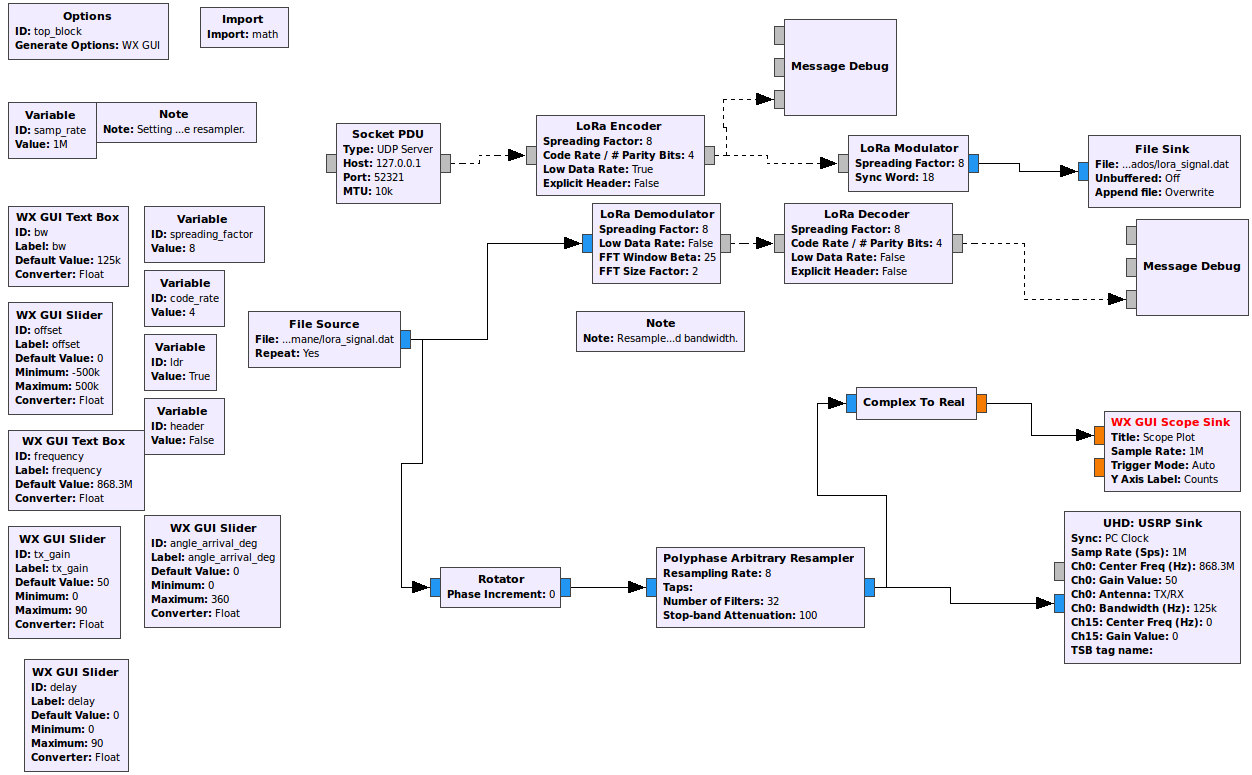 Options
ID: top_block
Generate Options: WX GUI
Import
Import: math
Variable
ID: samp_rate
Value: 1M
Note
Note: Setting ...e resampler.
Socket PDU
Type: UDP Server
Host: 127.0.0.1
Port: 52321
MTU: 10k
LoRa Encoder
Spreading Factor: 8
Code Rate / # Parity Bits: 4
Low Data Rate: True
Explicit Header: False
Message Debug
LoRa Modulator
Spreading Factor: 8
Sync Word: 18
File Sink
File: ...ados/lora_signal.dat
Unbuffered: Off
Append file: Overwrite
WX GUI Text Box
ID: bw
Label: bw
Default Value: 125k
Converter: Float
Variable
ID: spreading_factor
Value: 8
Variable
ID: code_rate
Value: 4
Variable
ID: ldr
Value: True
Variable
ID: header
Value: False
LoRa Demodulator
Spreading Factor: 8
Low Data Rate: False
FFT Window Beta: 25
FFT Size Factor: 2
LoRa Decoder
Spreading Factor: 8
Code Rate / # Parity Bits: 4
Low Data Rate: False
Explicit Header: False
Message Debug
WX GUI Slider
ID: offset
Label: offset
Default Value: 0
Minimum: -500k
Maximum: 500k
Converter: Float
File Source
File: ...mane/lora_signal.dat
Repeat: Yes
Note
Note: Resample...d bandwidth.
Complex To Real
WX GUI Scope Sink
Title: Scope Plot
Sample Rate: 1M
Trigger Mode: Auto
Y Axis Label: Counts
WX GUI Text Box
ID: frequency
Label: frequency
Default Value: 868.3M
Converter: Float
WX GUI Slider
ID: tx_gain
Label: tx_gain
Default Value: 50
Minimum: 0
Maximum: 90
Converter: Float
WX GUI Slider
ID: angle_arrival_deg
Label: angle_arrival_deg
Default Value: 0
Minimum: 0
Maximum: 360
Converter: Float
Rotator
Phase Increment: 0
Polyphase Arbitrary Resampler
Resampling Rate: 8
Taps:
Number of Filters: 32
Stop-band Attenuation: 100
UHD: USRP Sink
Sync: PC Clock
Samp Rate (Sps): 1M
Ch0: Center Freq (Hz): 868.3M
Ch0: Gain Value: 50
Ch0: Antenna: TX/RX
Ch0: Bandwidth (Hz): 125k
Ch15: Center Freq (Hz): 0
Ch15: Gain Value: 0
TSB tag name:
WX GUI Slider
ID: delay
Label: delay
Default Value: 0
Minimum: 0
Maximum: 90
Converter: Float